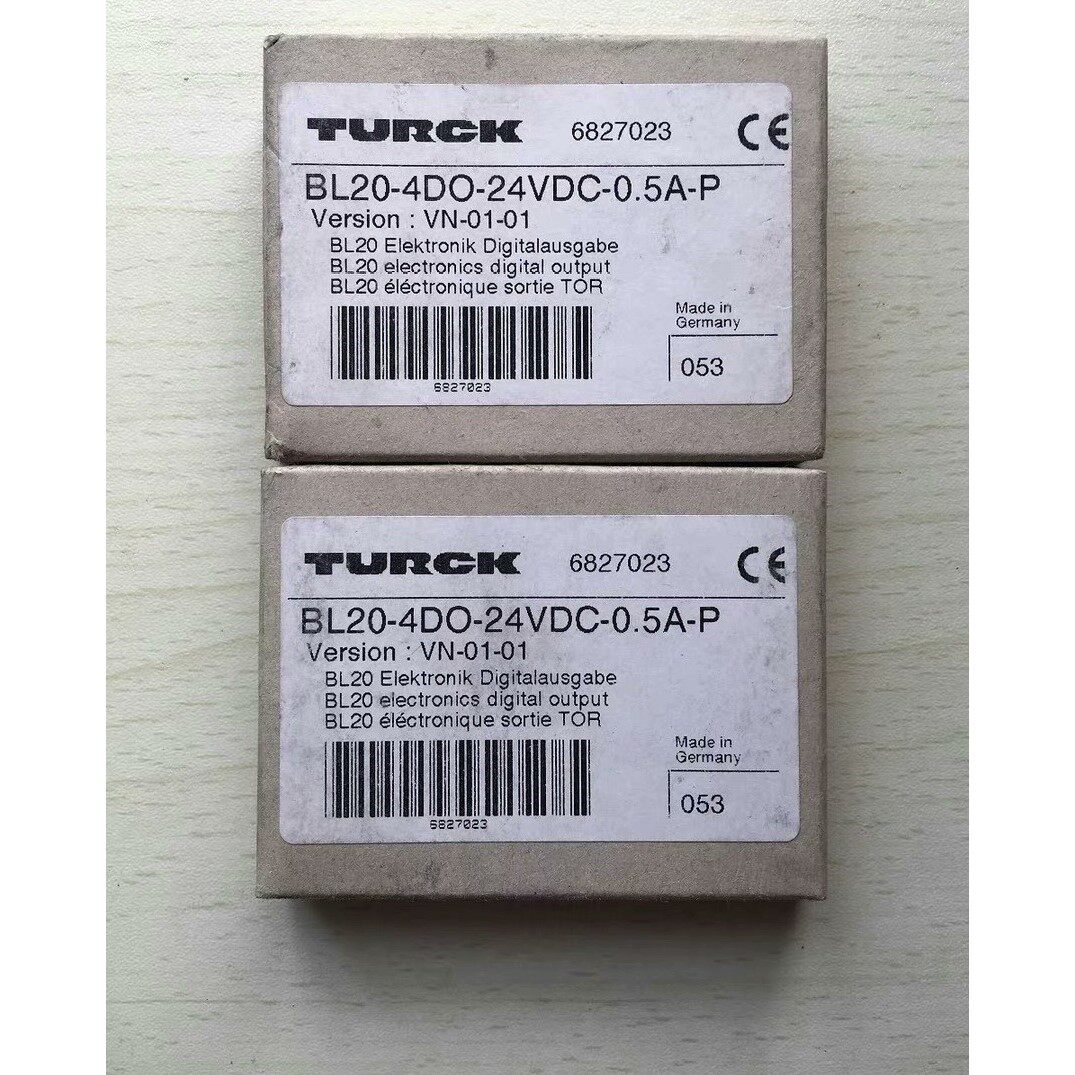 TURCK 6827023 CE
BL20-4DO-24VDC-0.5A-P
Version : VN-01-01
BL20 Elektronik Digitalausgabe
BL20 electronics digital output
BL20 éléctronique sortie TOR
Made in
Germany
053
6827023
TURCK 6827023 CE
BL20-4DO-24VDC-0.5A-P
Version : VN-01-01
BL20 Elektronik Digitalausgabe
BL20 electronics digital output
BL20 éléctronique sortie TOR
Made in
Germany
053
6827023